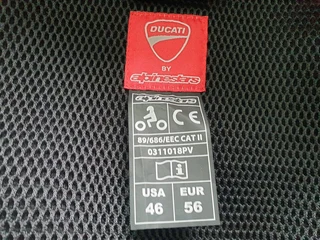 DUCATI
BY
alpinestars
alpinestars
CE
89/686/EEC CAT II
0311018PV
i
USA EUR
46 56